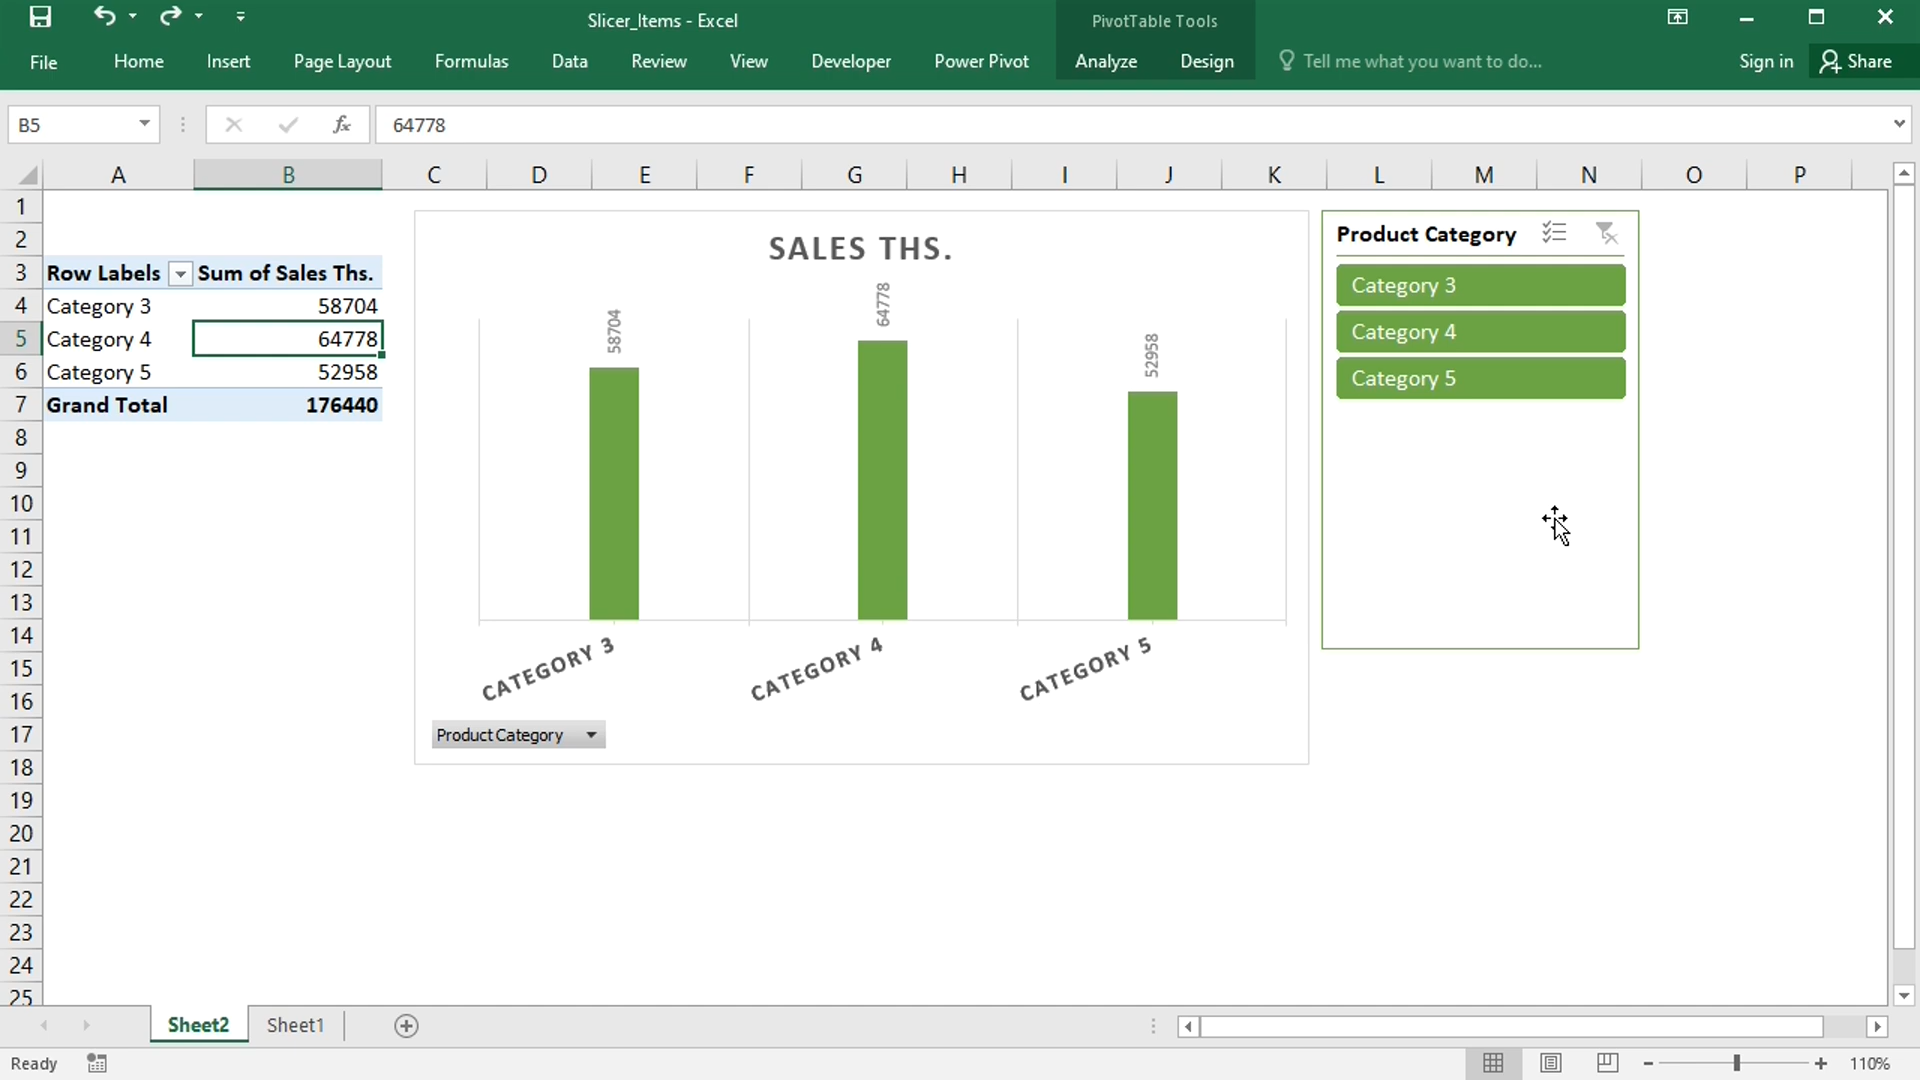 Slicer_Items - Excel
PivotTable Tools
File Home Insert Page Layout Formulas Data Review View Developer Power Pivot Analyze Design Tell me what you want to do... Sign in Share
B5 fx 64778
A B C D E F G H I J K L M N O P
1
2
3 Row Labels Sum of Sales Ths.
4 Category 3 58704
5 Category 4 64778
6 Category 5 52958
7 Grand Total 176440
8
9
10
11
12
13
14
15
16
17
18
19
20
21
22
23
24
25
SALES THS.
58704 64778 52958
CATEGORY 3 CATEGORY 4 CATEGORY 5
Product Category
Product Category
Category 3
Category 4
Category 5
Sheet2 Sheet1
Ready 110%